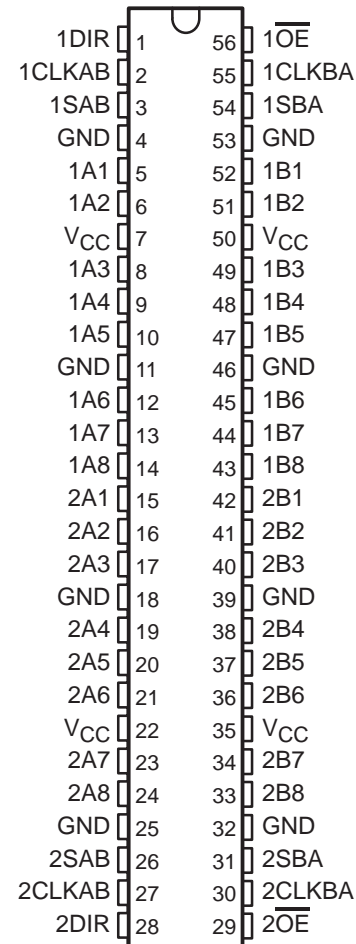 1DIR 1 56 1O̅E̅
1CLKAB 2 55 1CLKBA
1SAB 3 54 1SBA
GND 4 53 GND
1A1 5 52 1B1
1A2 6 51 1B2
VCC 7 50 VCC
1A3 8 49 1B3
1A4 9 48 1B4
1A5 10 47 1B5
GND 11 46 GND
1A6 12 45 1B6
1A7 13 44 1B7
1A8 14 43 1B8
2A1 15 42 2B1
2A2 16 41 2B2
2A3 17 40 2B3
GND 18 39 GND
2A4 19 38 2B4
2A5 20 37 2B5
2A6 21 36 2B6
VCC 22 35 VCC
2A7 23 34 2B7
2A8 24 33 2B8
GND 25 32 GND
2SAB 26 31 2SBA
2CLKAB 27 30 2CLKBA
2DIR 28 29 2O̅E̅